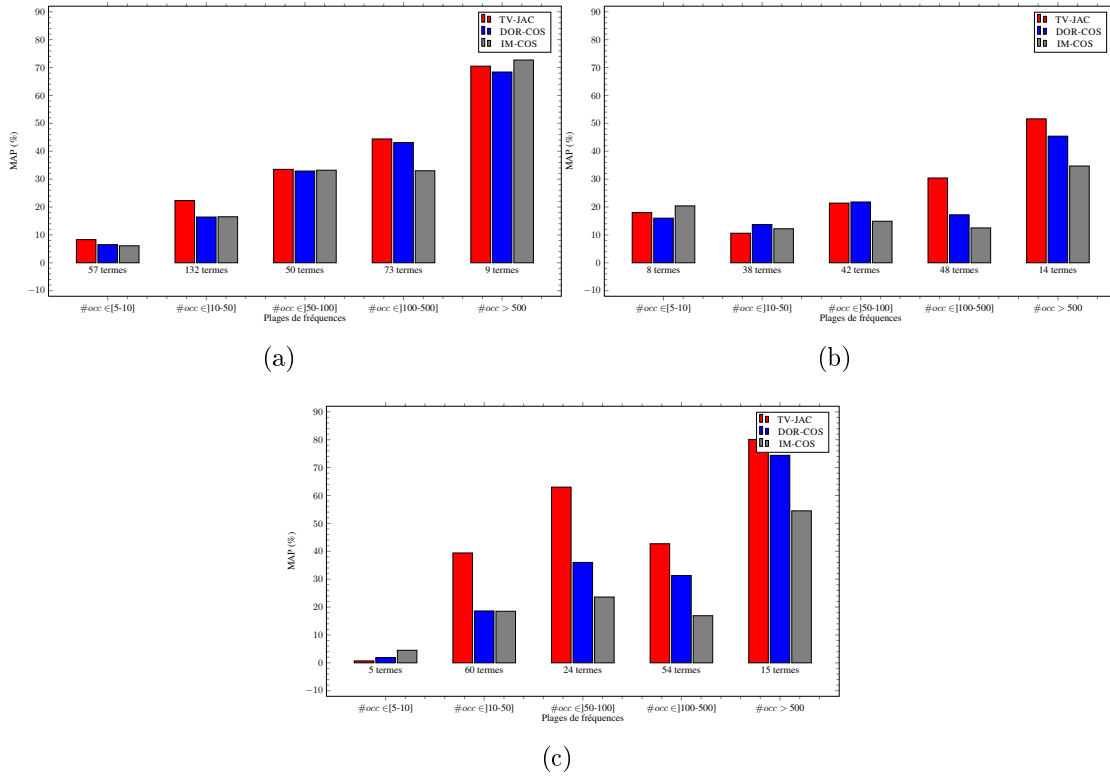 TV-JAC
DOR-COS
IM-COS
90
80
70
60
50
40
30
20
10
0
−10
MAP (%)
57 termes
132 termes
50 termes
73 termes
9 termes
#occ ∈[5-10]
#occ ∈]10-50]
#occ ∈]50-100]
#occ ∈]100-500]
#occ > 500
Plages de fréquences
(a)
TV-JAC
DOR-COS
IM-COS
90
80
70
60
50
40
30
20
10
0
−10
MAP (%)
8 termes
38 termes
42 termes
48 termes
14 termes
#occ ∈[5-10]
#occ ∈]10-50]
#occ ∈]50-100]
#occ ∈]100-500]
#occ > 500
Plages de fréquences
(b)
TV-JAC
DOR-COS
IM-COS
90
80
70
60
50
40
30
20
10
0
−10
MAP (%)
5 termes
60 termes
24 termes
54 termes
15 termes
#occ ∈[5-10]
#occ ∈]10-50]
#occ ∈]50-100]
#occ ∈]100-500]
#occ > 500
Plages de fréquences
(c)